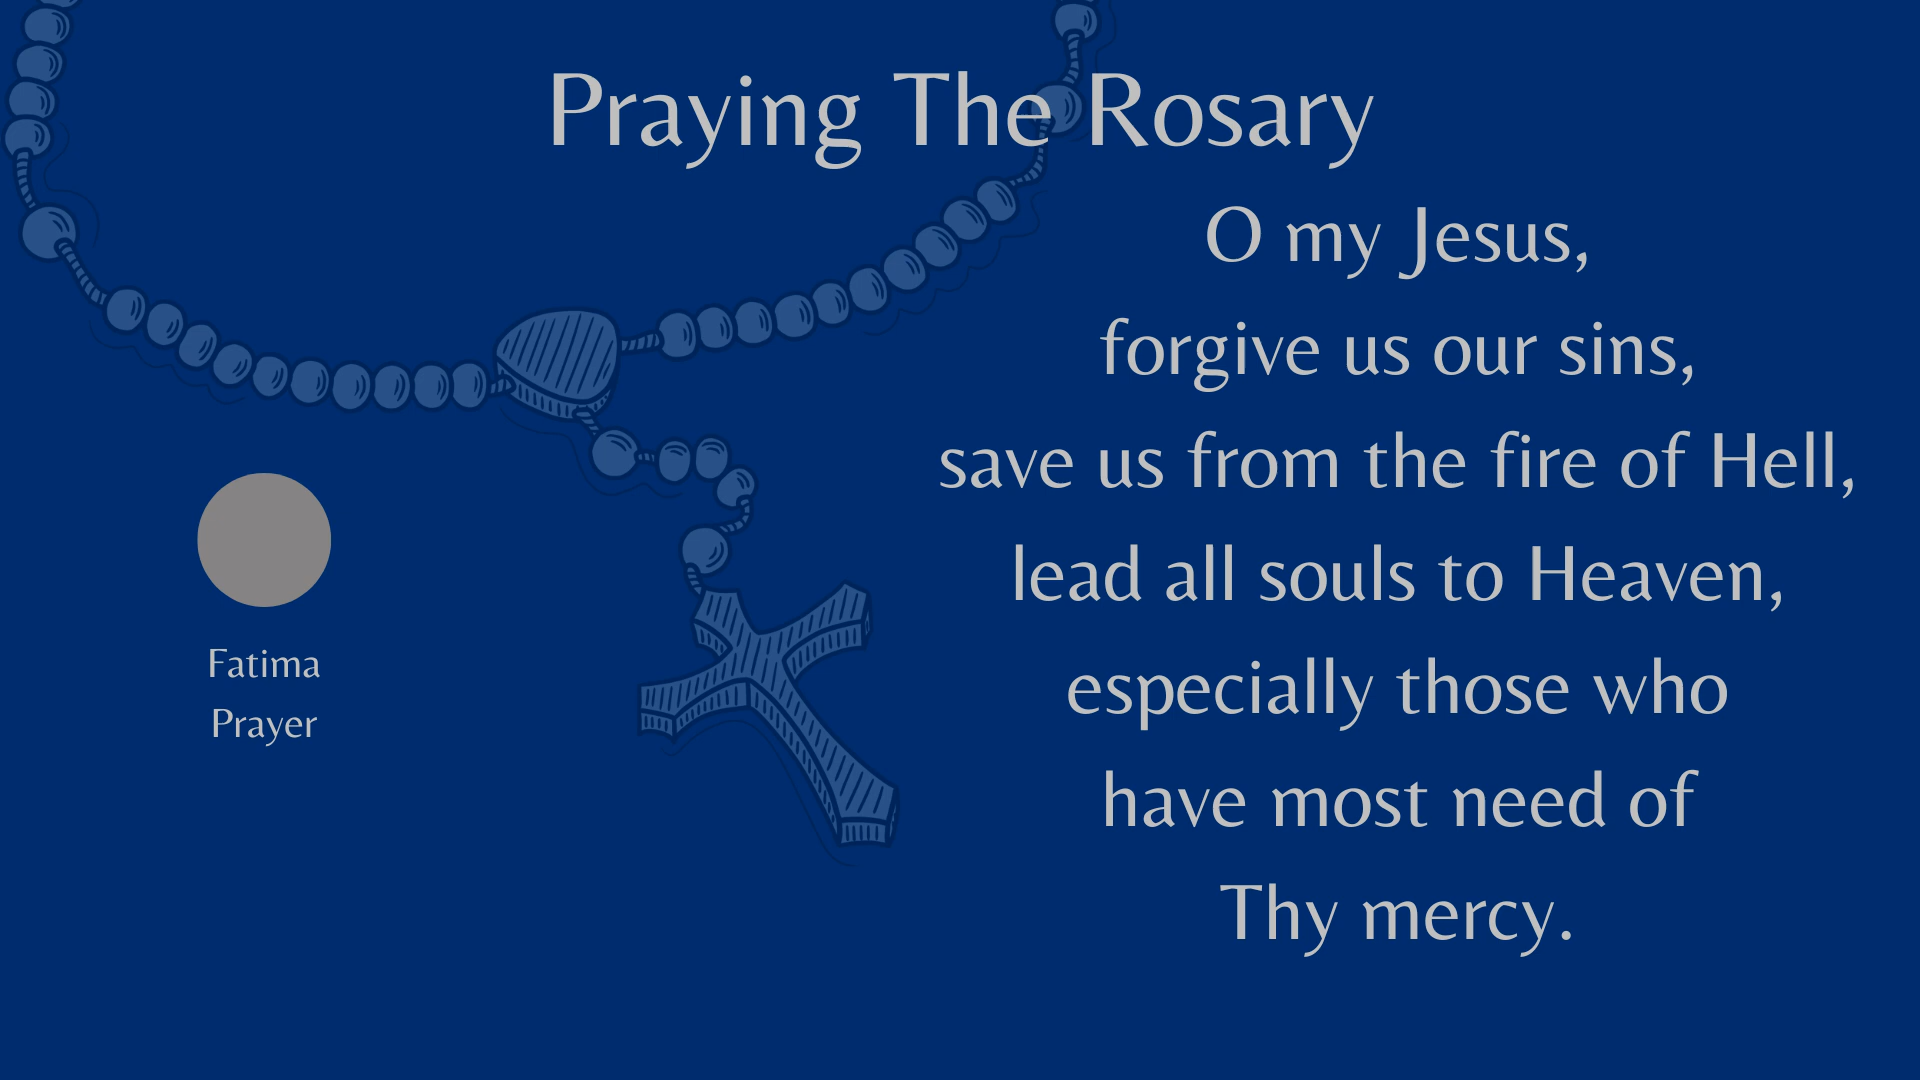 Praying The Rosary
O my Jesus,
forgive us our sins,
save us from the fire of Hell,
lead all souls to Heaven,
especially those who
have most need of
Thy mercy.
Fatima
Prayer